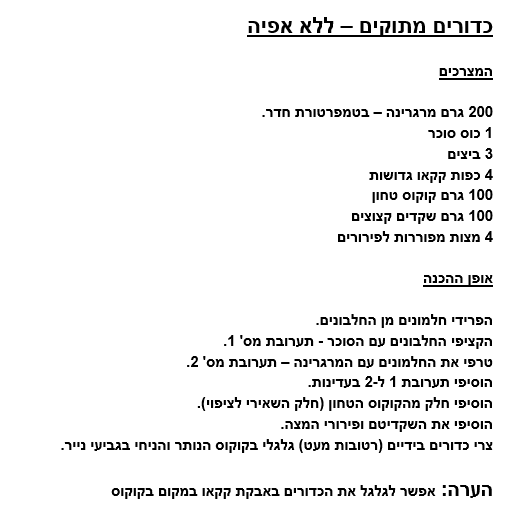 כדורים מתוקים – ללא אפיה
המצרכים
200 גרם מרגרינה – בטמפרטורת חדר.
1 כוס סוכר
3 ביצים
4 כפות קקאו גדושות
100 גרם קוקוס טחון
100 גרם שקדים קצוצים
4 מצות מפוררות לפירורים
אופן ההכנה
הפרידי חלמונים מן החלבונים.
הקציפי החלבונים עם הסוכר - תערובת מס' 1.
טרפי את החלמונים עם המרגרינה – תערובת מס' 2.
הוסיפי תערובת 1 ל-2 בעדינות.
הוסיפי חלק מהקוקוס הטחון (חלק השאירי לציפוי).
הוסיפי את השקדיטם ופירורי המצה.
צרי כדורים בידיים (רטובות מעט) גלגלי בקוקוס הנותר והניחי בגביעי נייר.
הערה: אפשר לגלגל את הכדורים באבקת קקאו במקום בקוקוס